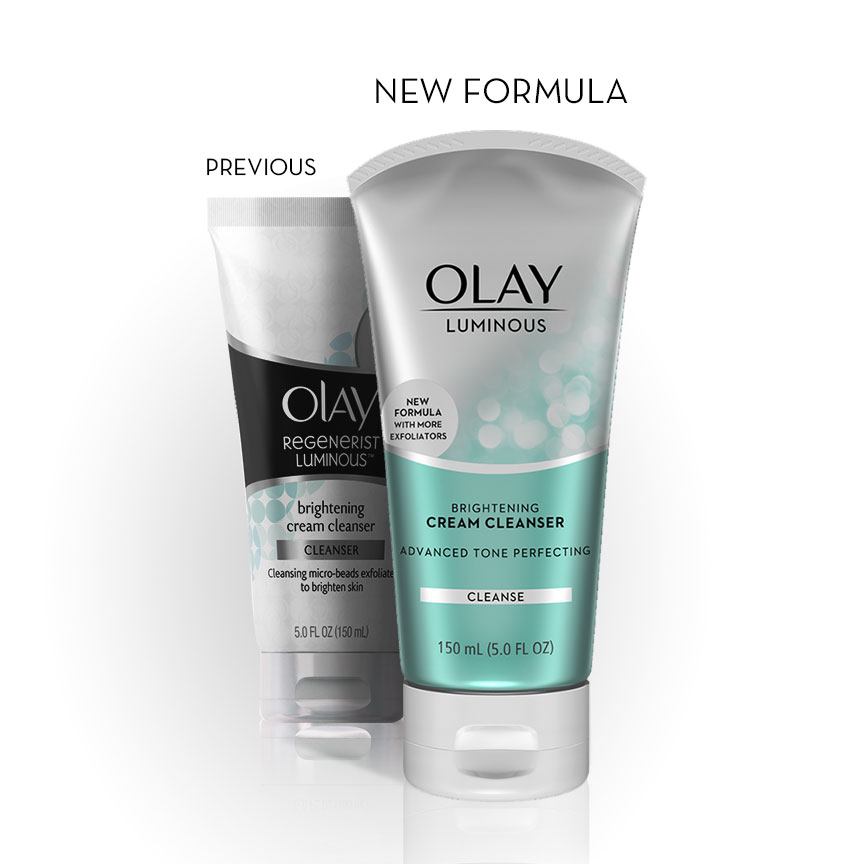 NEW FORMULA
PREVIOUS
OLAY
LUMINOUS
NEW
FORMULA
WITH MORE
EXFOLIATORS
BRIGHTENING
CREAM CLEANSER
ADVANCED TONE PERFECTING
CLEANSE
150 mL (5.0 FL OZ)
Olay
Regenerist
LUMINOUS™
brightening
cream cleanser
CLEANSER
Cleansing micro-beads exfoliate
to brighten skin
5.0 FL OZ (150 mL)